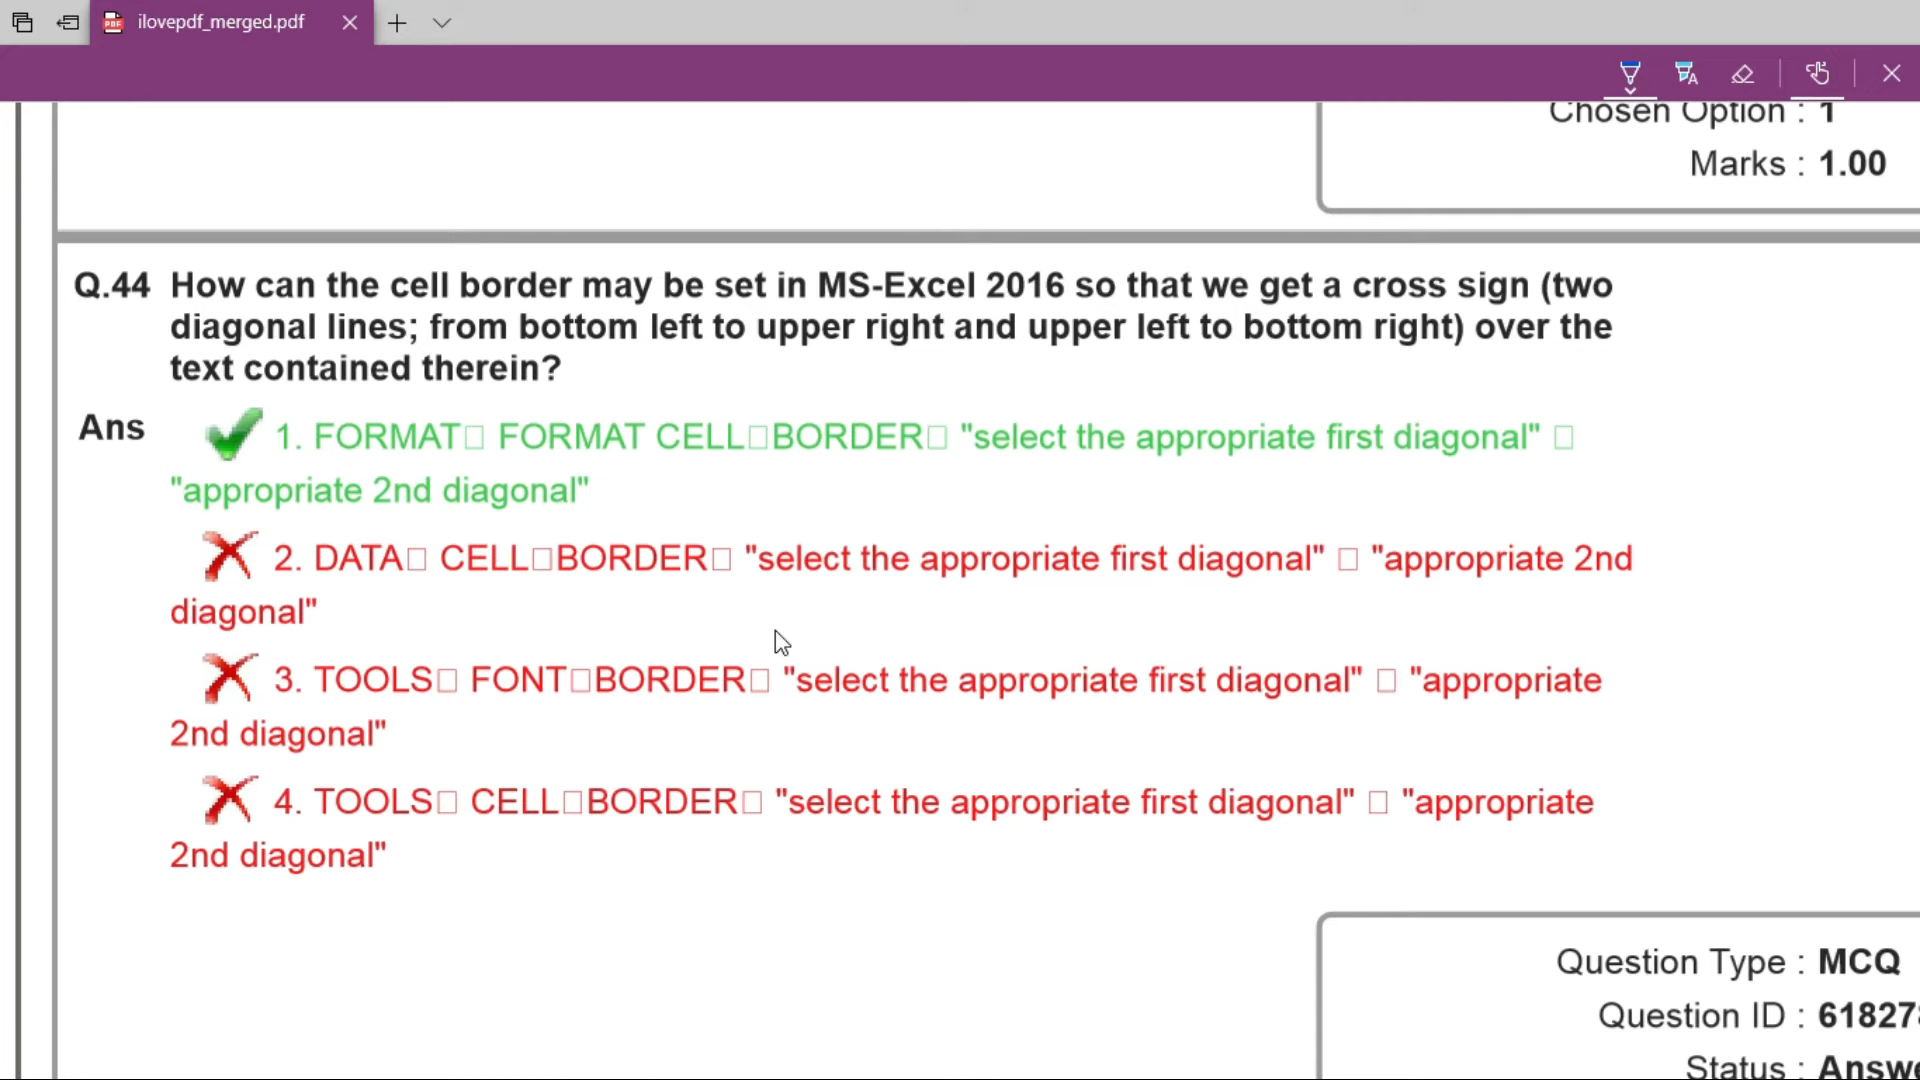 ilovepdf_merged.pdf
Chosen Option : 1
Marks : 1.00
Q.44 How can the cell border may be set in MS-Excel 2016 so that we get a cross sign (two
diagonal lines; from bottom left to upper right and upper left to bottom right) over the
text contained therein?
Ans 1. FORMAT□ FORMAT CELL□BORDER□ "select the appropriate first diagonal" □
"appropriate 2nd diagonal"
2. DATA□ CELL□BORDER□ "select the appropriate first diagonal" □ "appropriate 2nd
diagonal"
3. TOOLS□ FONT□BORDER□ "select the appropriate first diagonal" □ "appropriate
2nd diagonal"
4. TOOLS□ CELL□BORDER□ "select the appropriate first diagonal" □ "appropriate
2nd diagonal"
Question Type : MCQ
Question ID : 61827
Status :